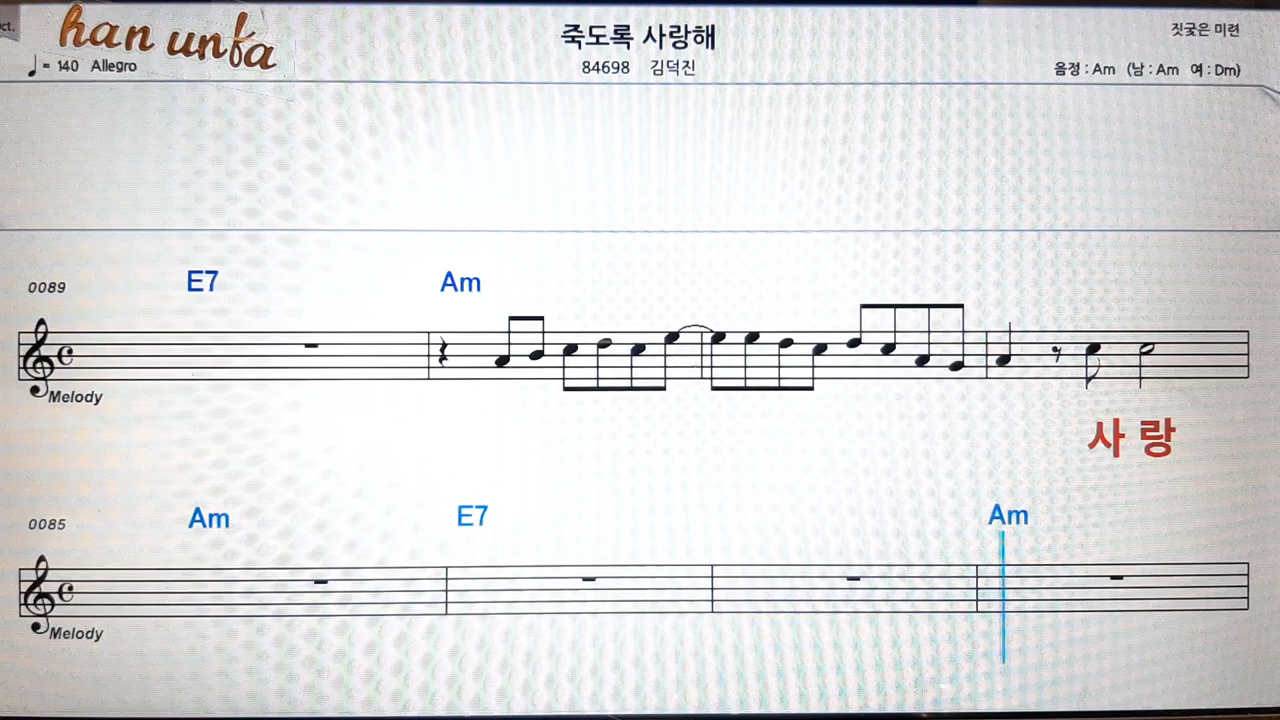 ct.
han unfa
죽도록 사랑해
짓궂은 미련
♩= 140 Allegro
84698 김덕진
음정 : Am (남 : Am 여 : Dm)
0089 E7 Am
Melody
사 랑
0085 Am E7 Am
Melody